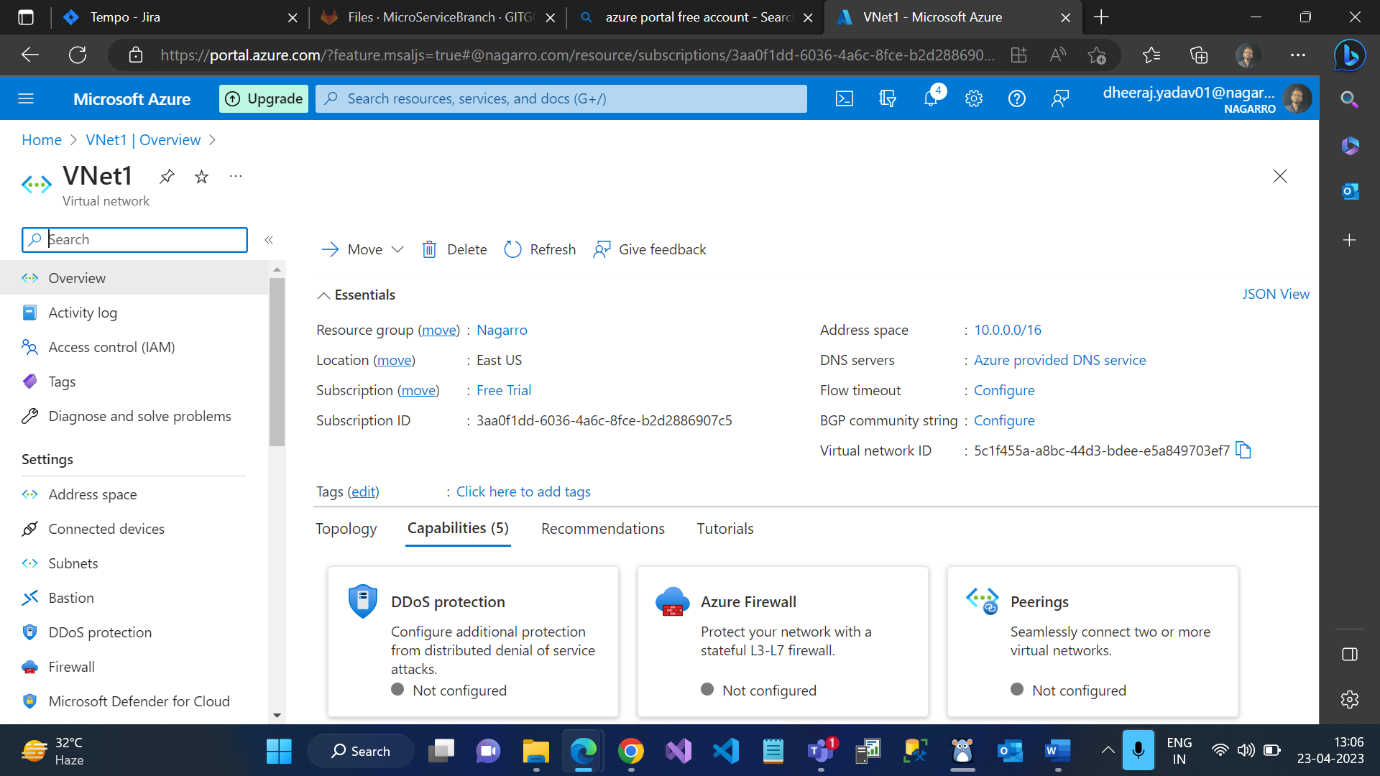 Tempo - Jira
Files · MicroServiceBranch · GITG
azure portal free account - Searc
VNet1 - Microsoft Azure
https://portal.azure.com/?feature.msaljs=true#@nagarro.com/resource/subscriptions/3aa0f1dd-6036-4a6c-8fce-b2d288690...
Microsoft Azure
Upgrade
Search resources, services, and docs (G+/)
4
dheeraj.yadav01@nagar...
NAGARRO
Home > VNet1 | Overview >
VNet1
Virtual network
Search
Move
Delete
Refresh
Give feedback
Overview
Activity log
Access control (IAM)
Tags
Diagnose and solve problems
Settings
Address space
Connected devices
Subnets
Bastion
DDoS protection
Firewall
Microsoft Defender for Cloud
Essentials
JSON View
Resource group (move) : Nagarro
Location (move) : East US
Subscription (move) : Free Trial
Subscription ID : 3aa0f1dd-6036-4a6c-8fce-b2d2886907c5
Address space : 10.0.0.0/16
DNS servers : Azure provided DNS service
Flow timeout : Configure
BGP community string : Configure
Virtual network ID : 5c1f455a-a8bc-44d3-bdee-e5a849703ef7
Tags (edit) : Click here to add tags
Topology
Capabilities (5)
Recommendations
Tutorials
DDoS protection
Configure additional protection
from distributed denial of service
attacks.
Not configured
Azure Firewall
Protect your network with a
stateful L3-L7 firewall.
Not configured
Peerings
Seamlessly connect two or more
virtual networks.
Not configured
32°C
Haze
Search
1
ENG
IN
13:06
23-04-2023